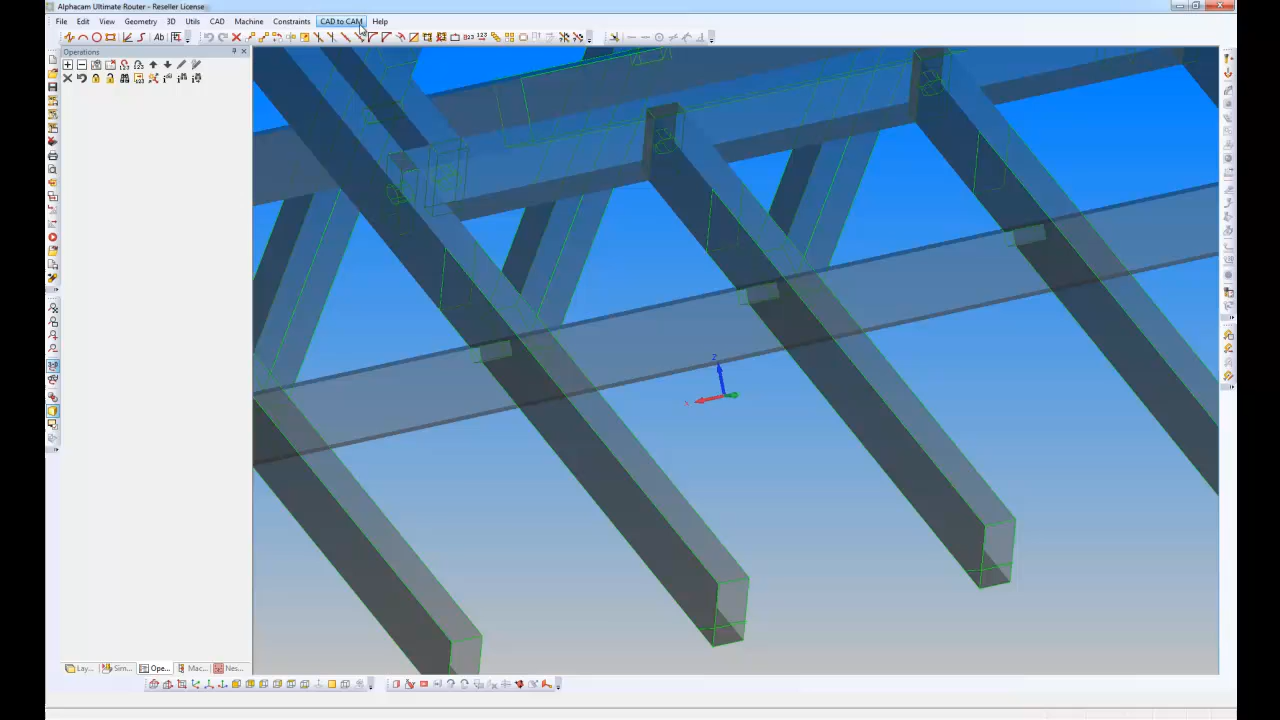 Alphacam Ultimate Router - Reseller License
File Edit View Geometry 3D Utils CAD Machine Constraints CAD to CAM Help
Operations
Z
X
Lay... Sim... Ope... Mac... Nes...